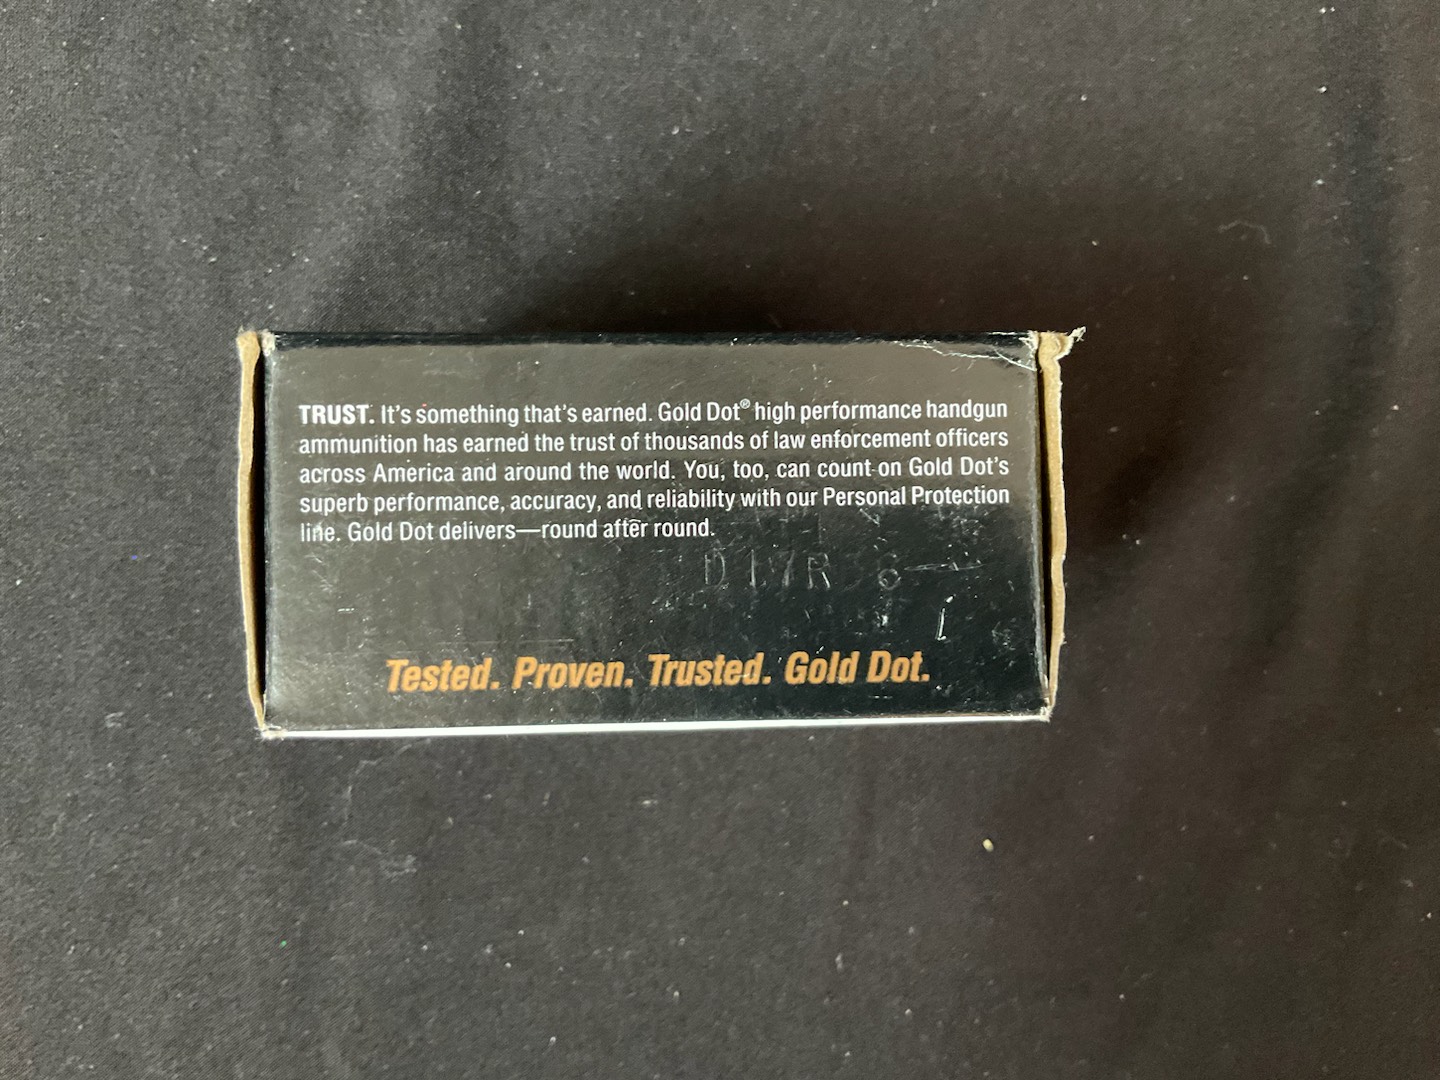 TRUST. It's something that's earned. Gold Dot® high performance handgun
ammunition has earned the trust of thousands of law enforcement officers
across America and around the world. You, too, can count on Gold Dot's
superb performance, accuracy, and reliability with our Personal Protection
line. Gold Dot delivers—round after round.
Tested. Proven. Trusted. Gold Dot.